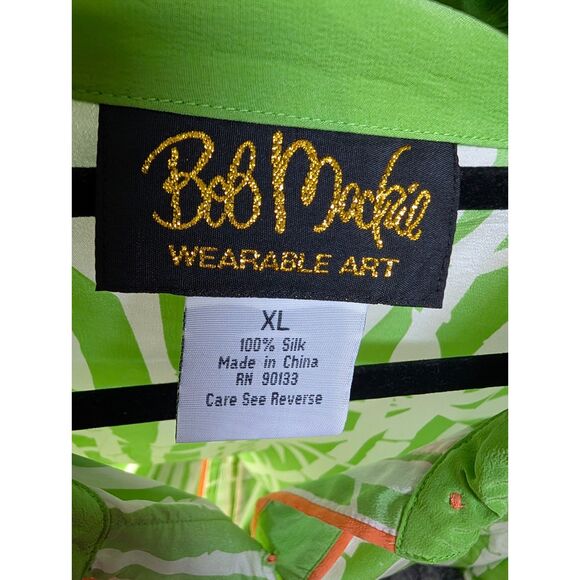 Bob Mackie
WEARABLE ART
XL
100% Silk
Made in China
RN 90133
Care See Reverse